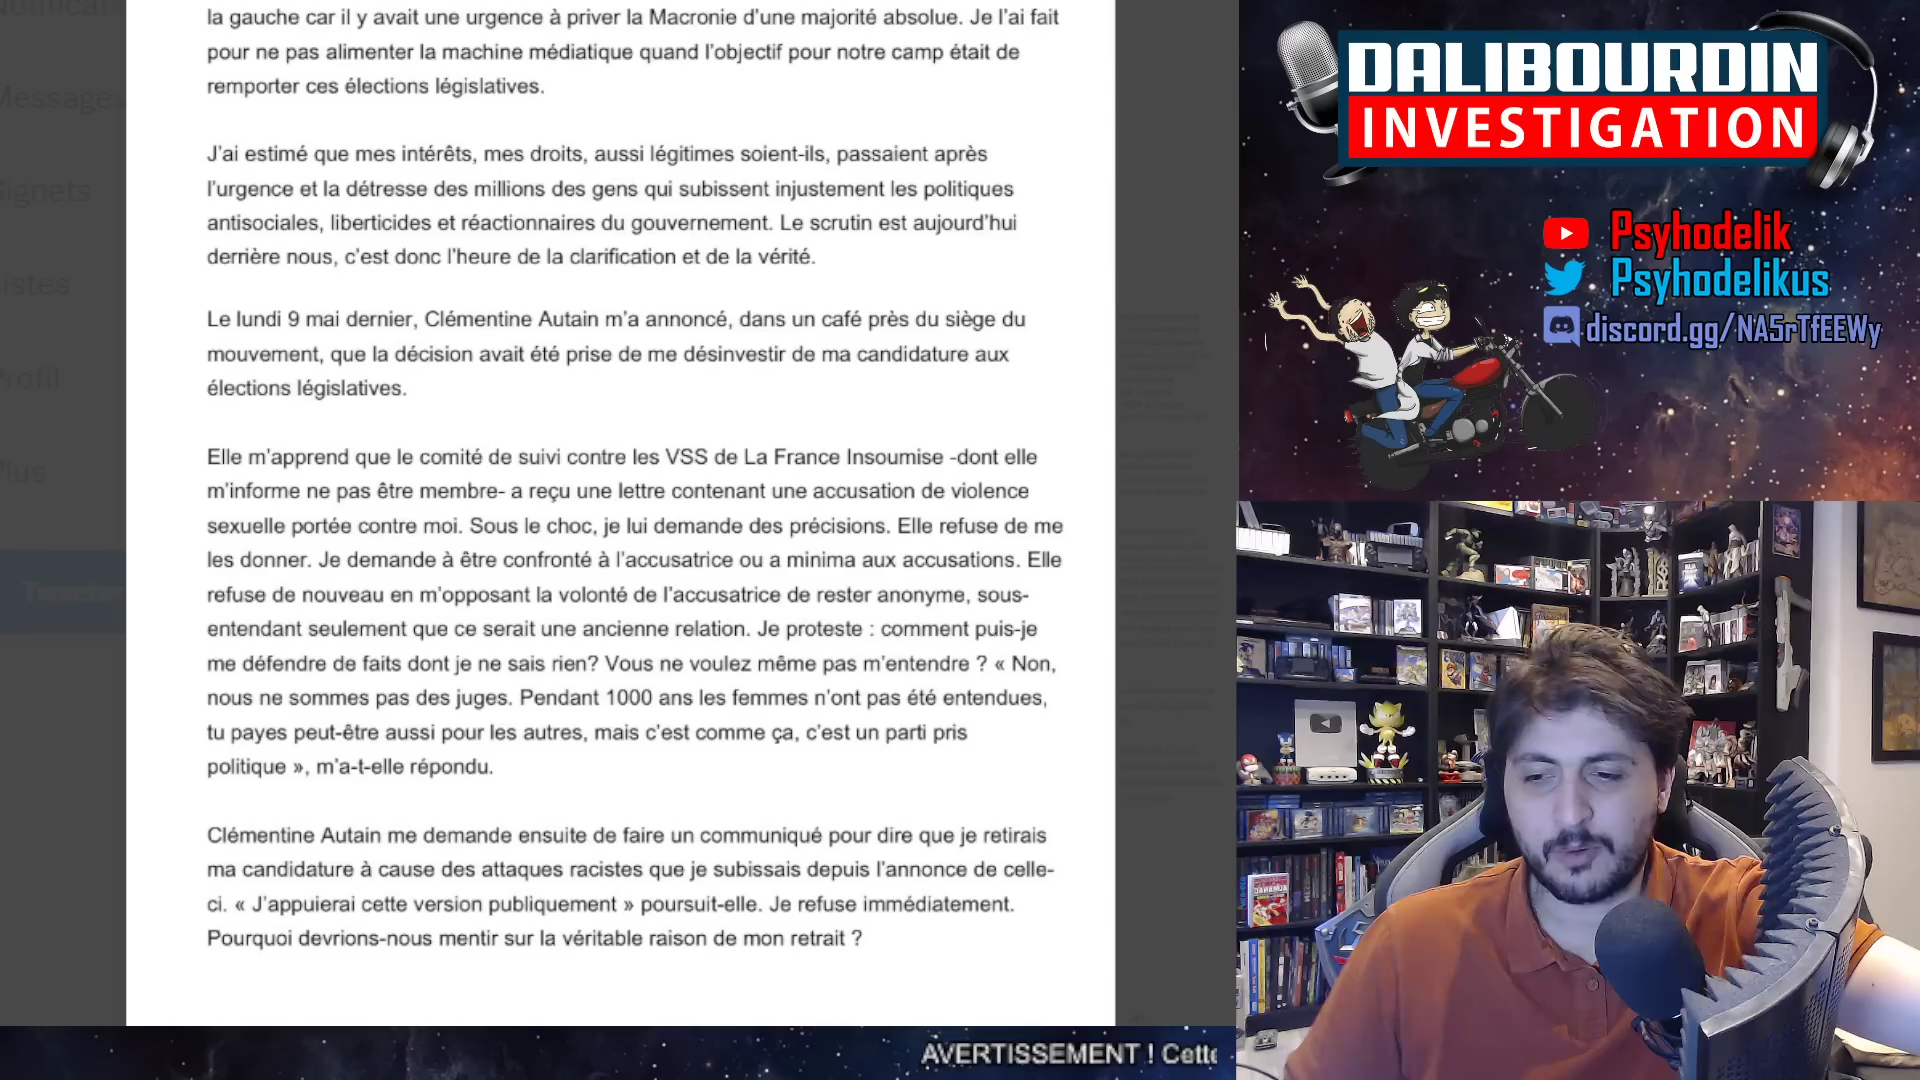 la gauche car il y avait une urgence à priver la Macronie d’une majorité absolue. Je l’ai fait
pour ne pas alimenter la machine médiatique quand l’objectif pour notre camp était de
remporter ces élections législatives.
J’ai estimé que mes intérêts, mes droits, aussi légitimes soient-ils, passaient après
l’urgence et la détresse des millions des gens qui subissent injustement les politiques
antisociales, liberticides et réactionnaires du gouvernement. Le scrutin est aujourd’hui
derrière nous, c’est donc l’heure de la clarification et de la vérité.
Le lundi 9 mai dernier, Clémentine Autain m’a annoncé, dans un café près du siège du
mouvement, que la décision avait été prise de me désinvestir de ma candidature aux
élections législatives.
Elle m’apprend que le comité de suivi contre les VSS de La France Insoumise -dont elle
m’informe ne pas être membre- a reçu une lettre contenant une accusation de violence
sexuelle portée contre moi. Sous le choc, je lui demande des précisions. Elle refuse de me
les donner. Je demande à être confronté à l’accusatrice ou a minima aux accusations. Elle
refuse de nouveau en m’opposant la volonté de l’accusatrice de rester anonyme, sous-
entendant seulement que ce serait une ancienne relation. Je proteste : comment puis-je
me défendre de faits dont je ne sais rien? Vous ne voulez même pas m’entendre ? « Non,
nous ne sommes pas des juges. Pendant 1000 ans les femmes n’ont pas été entendues,
tu payes peut-être aussi pour les autres, mais c’est comme ça, c’est un parti pris
politique », m’a-t-elle répondu.
Clémentine Autain me demande ensuite de faire un communiqué pour dire que je retirais
ma candidature à cause des attaques racistes que je subissais depuis l’annonce de celle-
ci. « J’appuierai cette version publiquement » poursuit-elle. Je refuse immédiatement.
Pourquoi devrions-nous mentir sur la véritable raison de mon retrait ?
Message
ignets
istes
rofil
Plus
Tweeter
DALIBOURDIN
INVESTIGATION
Psyhodelik
Psyhodelikus
discord.gg/NA5rTfEEWy
AVERTISSEMENT ! Cette